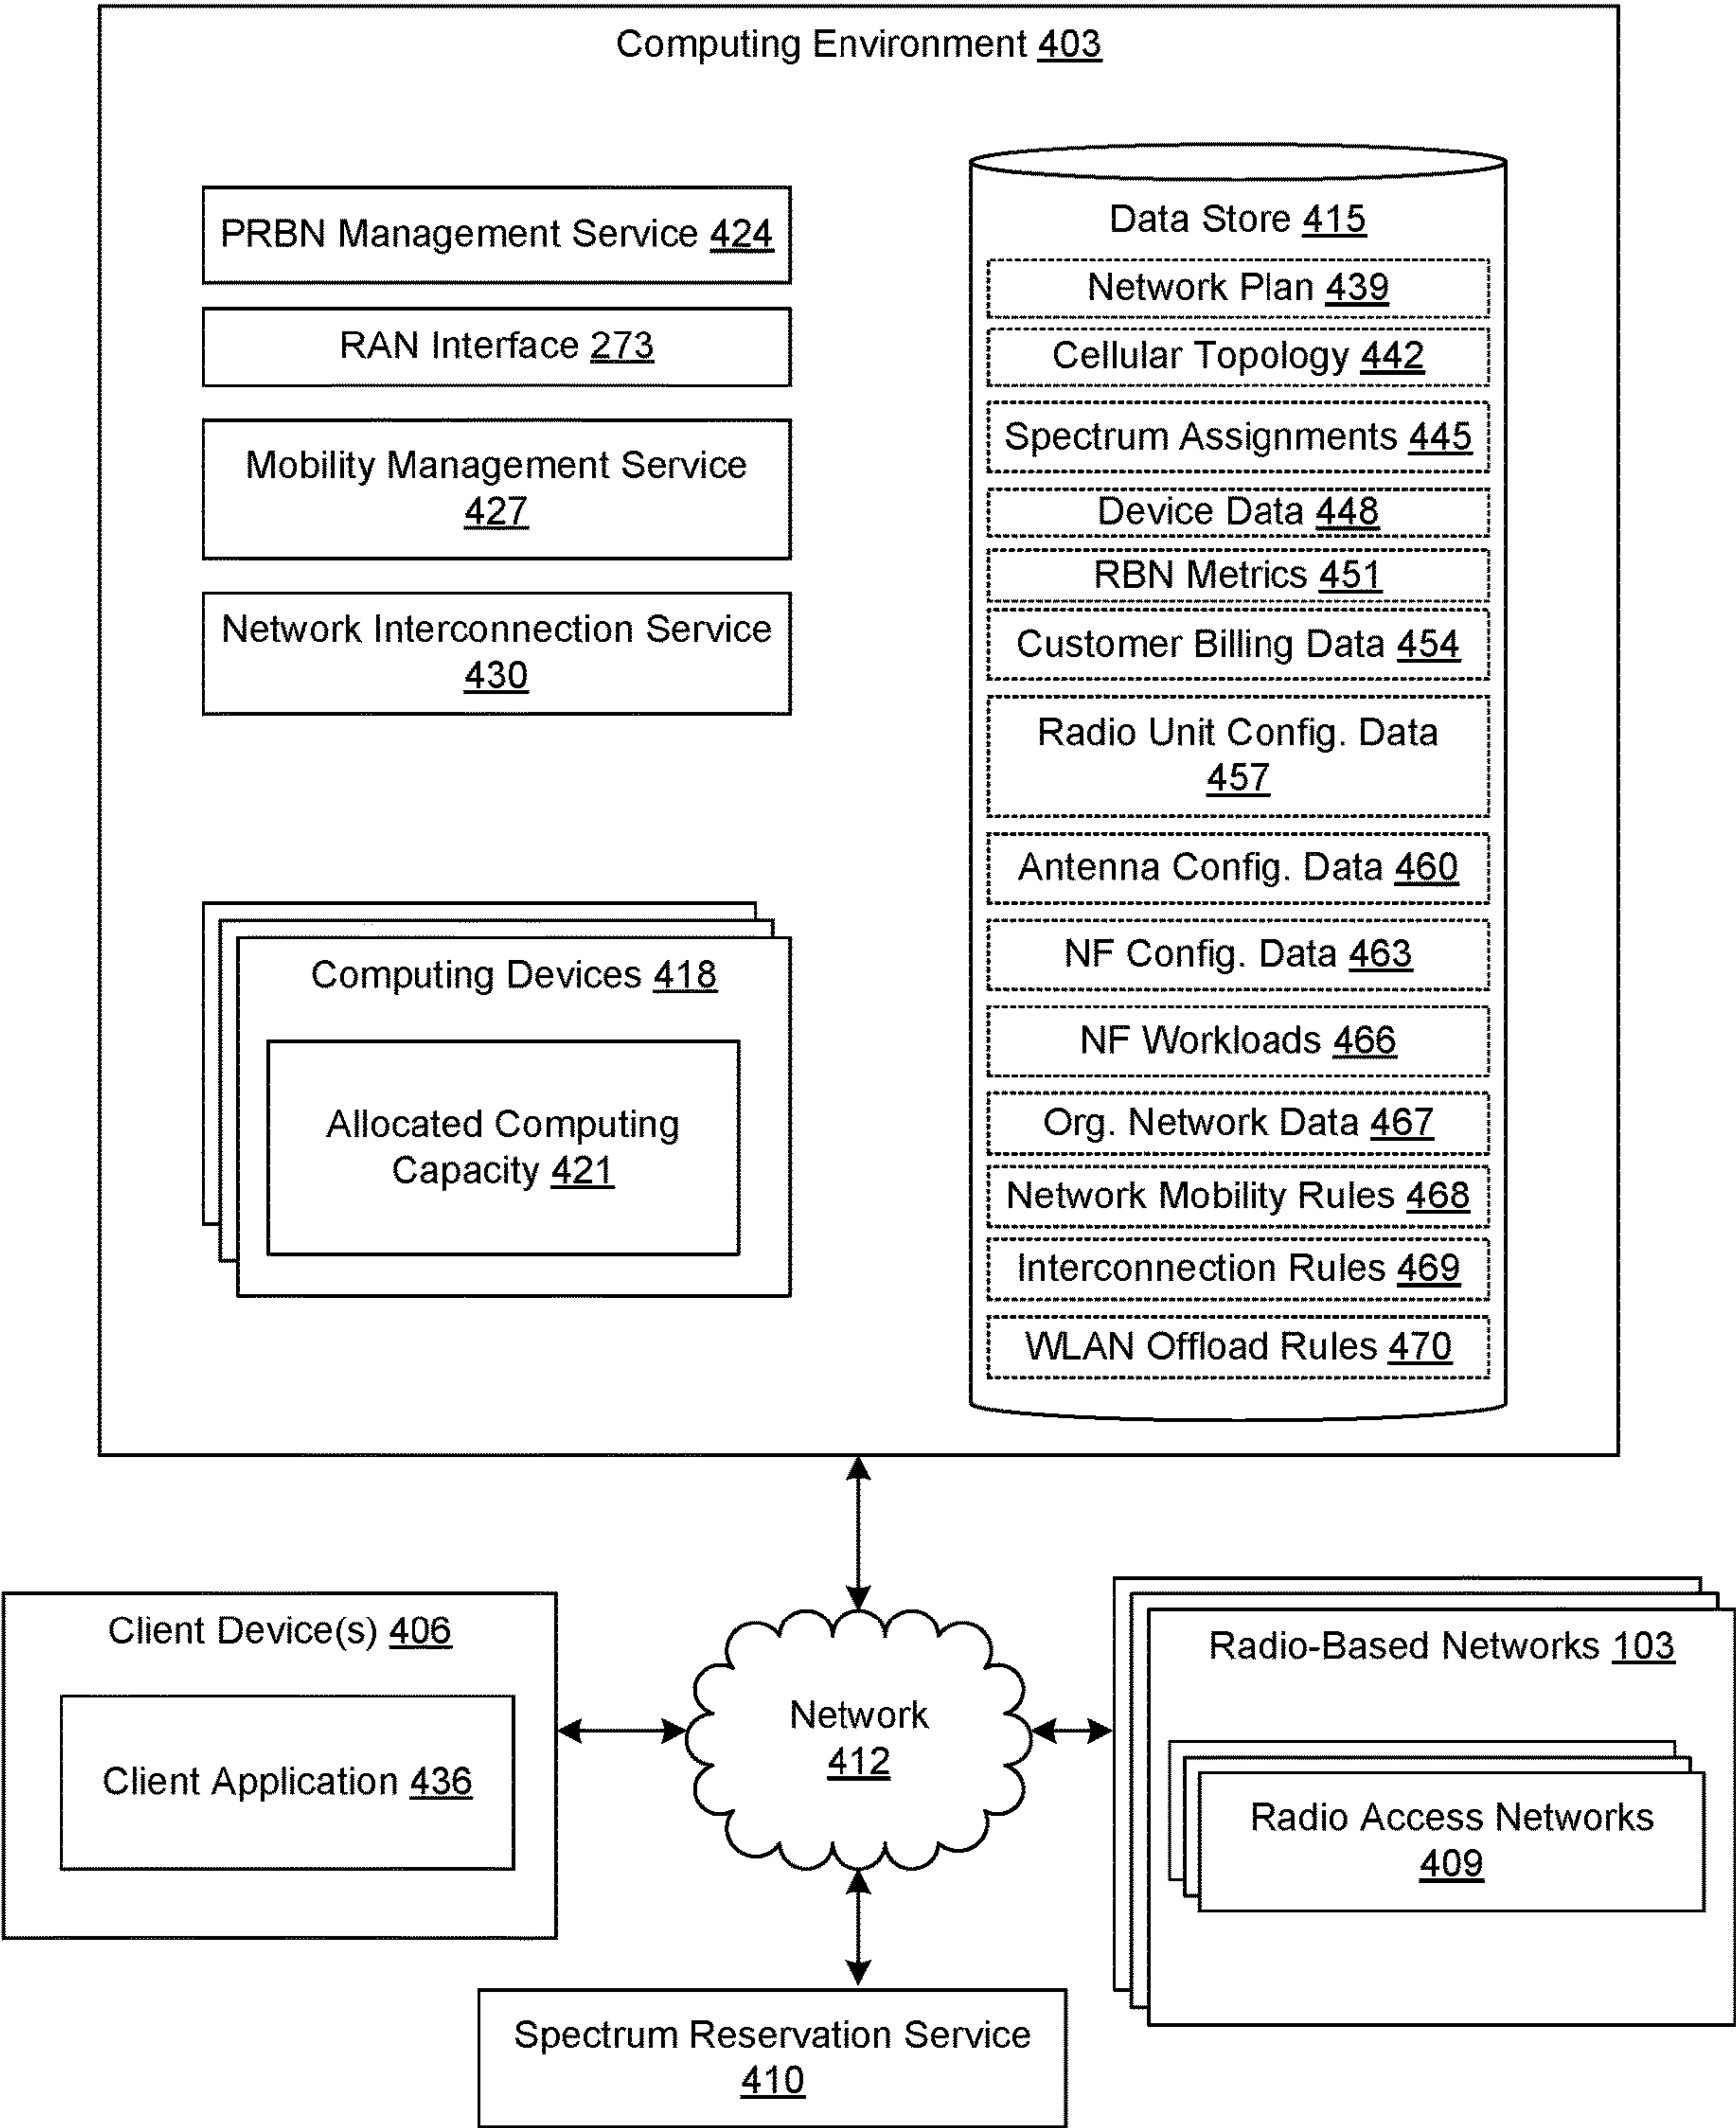 Computing Environment 403
PRBN Management Service 424
RAN Interface 273
Mobility Management Service
427
Network Interconnection Service
430
Computing Devices 418
Allocated Computing
Capacity 421
Data Store 415
Network Plan 439
Cellular Topology 442
Spectrum Assignments 445
Device Data 448
RBN Metrics 451
Customer Billing Data 454
Radio Unit Config. Data
457
Antenna Config. Data 460
NF Config. Data 463
NF Workloads 466
Org. Network Data 467
Network Mobility Rules 468
Interconnection Rules 469
WLAN Offload Rules 470
Client Device(s) 406
Client Application 436
Network
412
Radio-Based Networks 103
Radio Access Networks
409
Spectrum Reservation Service
410